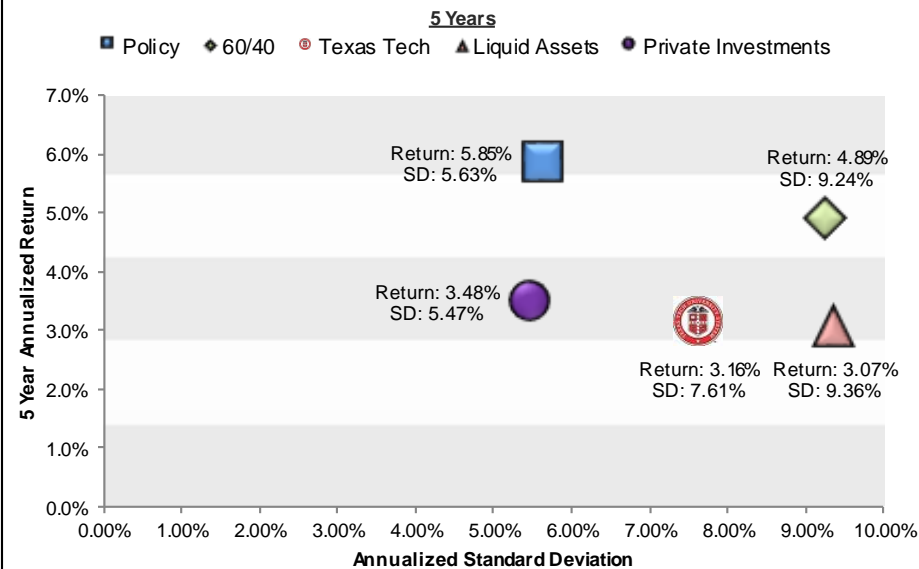 5 Years
Policy 60/40 Texas Tech Liquid Assets Private Investments
7.0%
6.0%
5.0%
4.0%
3.0%
2.0%
1.0%
0.0%
5 Year Annualized Return
Return: 5.85%
SD: 5.63%
Return: 4.89%
SD: 9.24%
Return: 3.48%
SD: 5.47%
Return: 3.16%
SD: 7.61%
Return: 3.07%
SD: 9.36%
0.00% 1.00% 2.00% 3.00% 4.00% 5.00% 6.00% 7.00% 8.00% 9.00% 10.00%
Annualized Standard Deviation